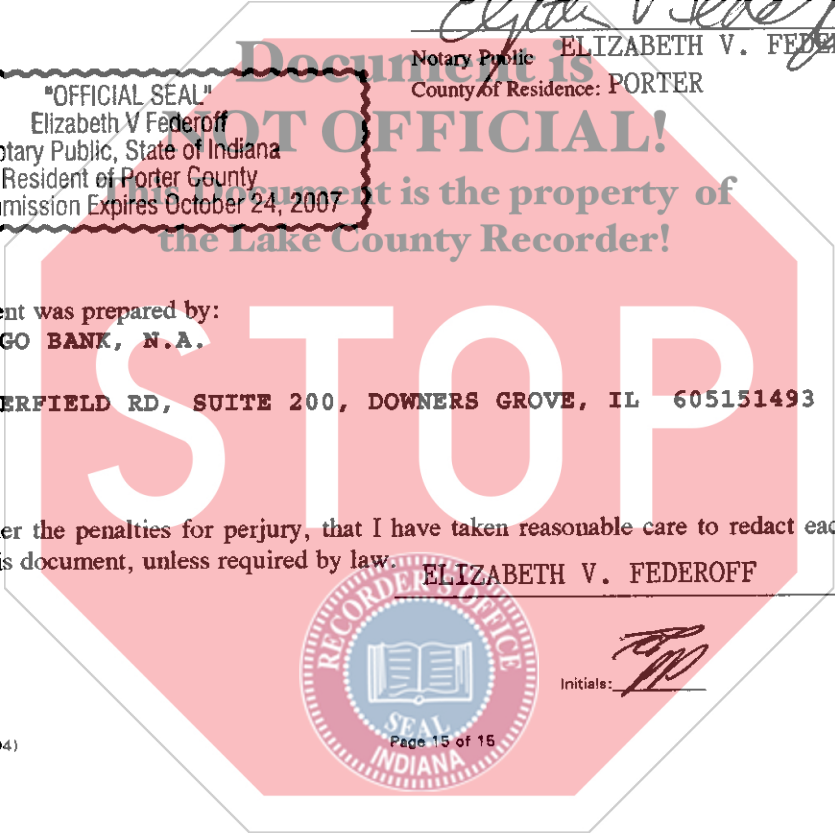 Notary Public ELIZABETH V.
County of Residence: PORTER
"OFFICIAL SEAL"
Elizabeth V Federoff
Notary Public, State of Indiana
Resident of Porter County
mmission Expires October 24, 2007
Document is
NOT OFFICIAL!
This Document is the property of
the Lake County Recorder!
STOP
ent was prepared by:
GO BANK, N.A.
ERFIELD RD, SUITE 200, DOWNERS GROVE, IL 605151493
er the penalties for perjury, that I have taken reasonable care to redact eac
is document, unless required by law.
ELIZABETH V. FEDEROFF
RECORDER'S OFFICE
SEAL
INDIANA
Initials:
Page 15 of 15
04)